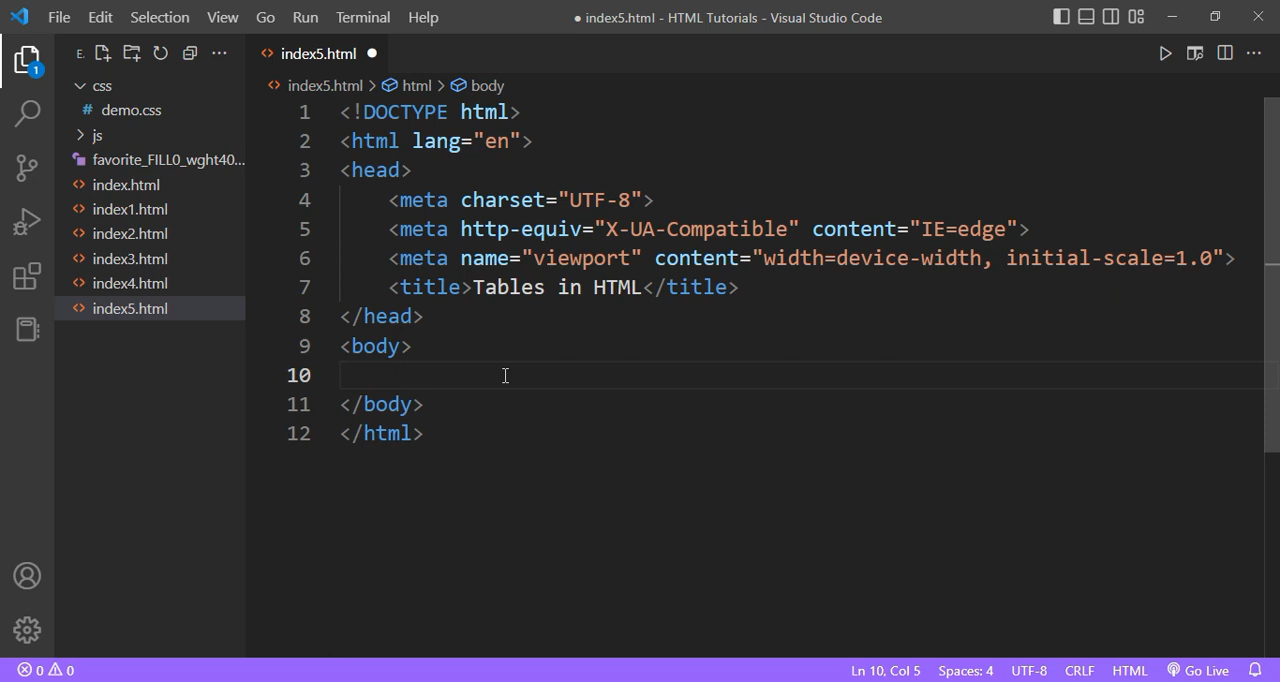 File Edit Selection View Go Run Terminal Help
● index5.html - HTML Tutorials - Visual Studio Code
E.
index5.html
index5.html > html > body
1
css
demo.css
js
favorite_FILL0_wght40...
index.html
index1.html
index2.html
index3.html
index4.html
index5.html
1 <!DOCTYPE html>
2 <html lang="en">
3 <head>
4 <meta charset="UTF-8">
5 <meta http-equiv="X-UA-Compatible" content="IE=edge">
6 <meta name="viewport" content="width=device-width, initial-scale=1.0">
7 <title>Tables in HTML</title>
8 </head>
9 <body>
10
11 </body>
12 </html>
0 0 Ln 10, Col 5 Spaces: 4 UTF-8 CRLF HTML Go Live